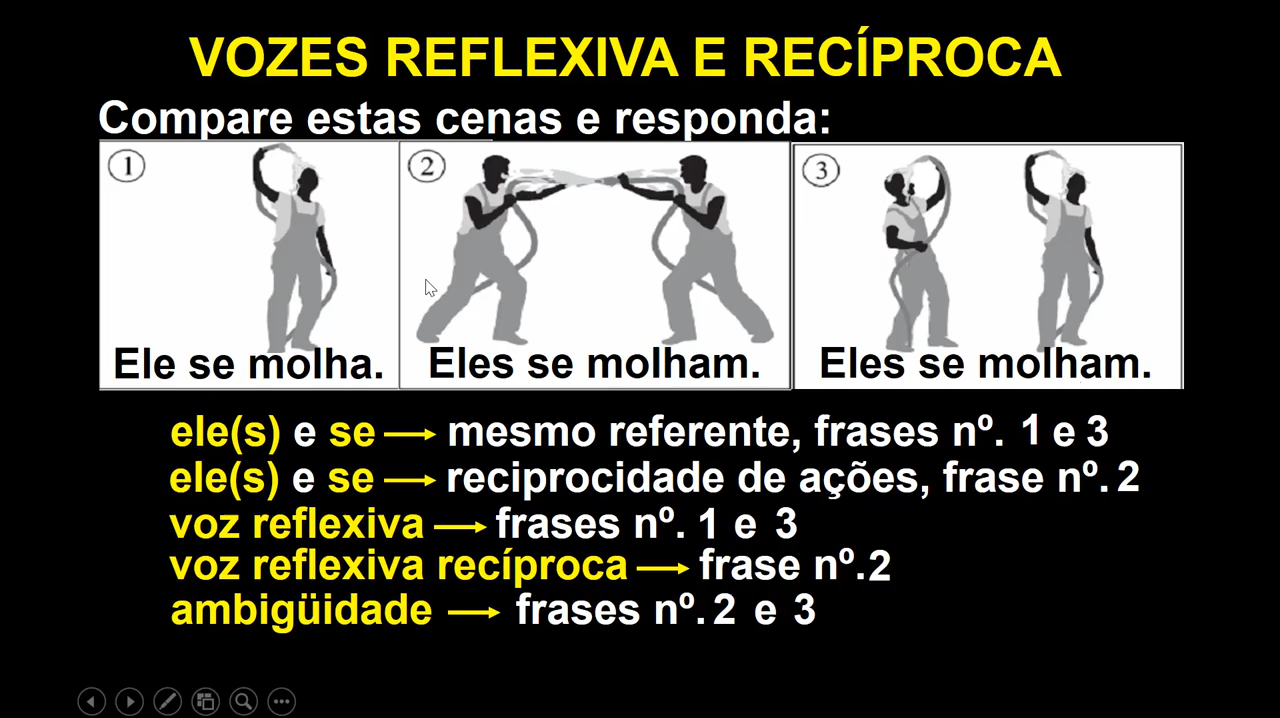 VOZES REFLEXIVA E RECÍPROCA
Compare estas cenas e responda:
1
2
3
Ele se molha.
Eles se molham.
Eles se molham.
ele(s) e se → mesmo referente, frases nº. 1 e 3
ele(s) e se → reciprocidade de ações, frase nº. 2
voz reflexiva → frases nº. 1 e 3
voz reflexiva recíproca → frase nº. 2
ambigüidade → frases nº. 2 e 3